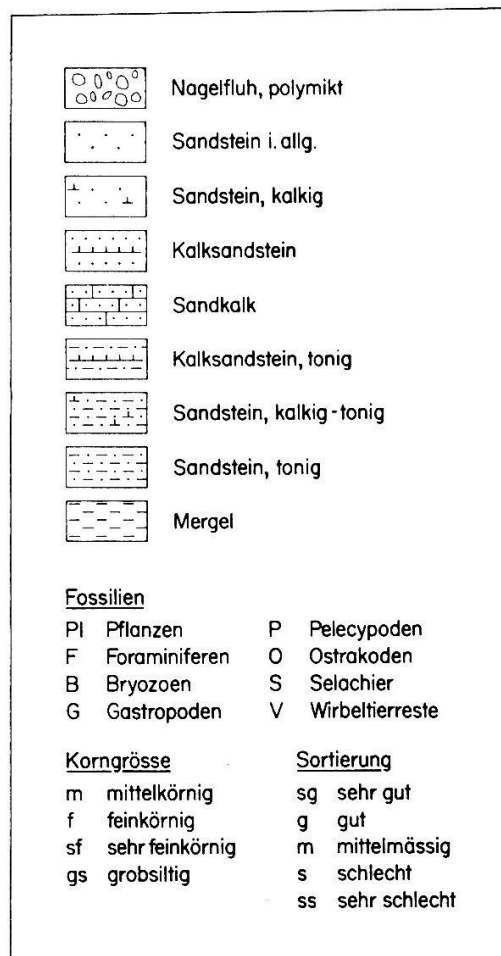 Nagelfluh, polymikt
Sandstein i. allg.
Sandstein, kalkig
Kalksandstein
Sandkalk
Kalksandstein, tonig
Sandstein, kalkig-tonig
Sandstein, tonig
Mergel
Fossilien
Pl Pflanzen
F Foraminiferen
B Bryozoen
G Gastropoden
P Pelecypoden
O Ostrakoden
S Selachier
V Wirbeltierreste
Korngrösse
m mittelkörnig
f feinkörnig
sf sehr feinkörnig
gs grobsiltig
Sortierung
sg sehr gut
g gut
m mittelmässig
s schlecht
ss sehr schlecht